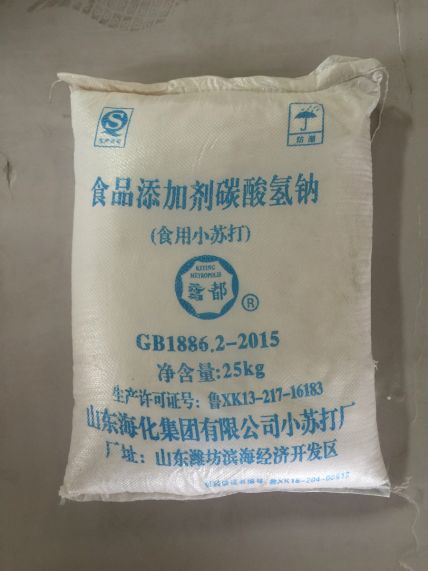 防潮
食品添加剂碳酸氢钠
(食用小苏打)
KITING
METROPOLIS
鸢都
®
GB1886.2-2015
净含量:25kg
生产许可证号: 鲁XK13-217-16183
山东海化集团有限公司小苏打厂
厂址: 山东潍坊滨海经济开发区